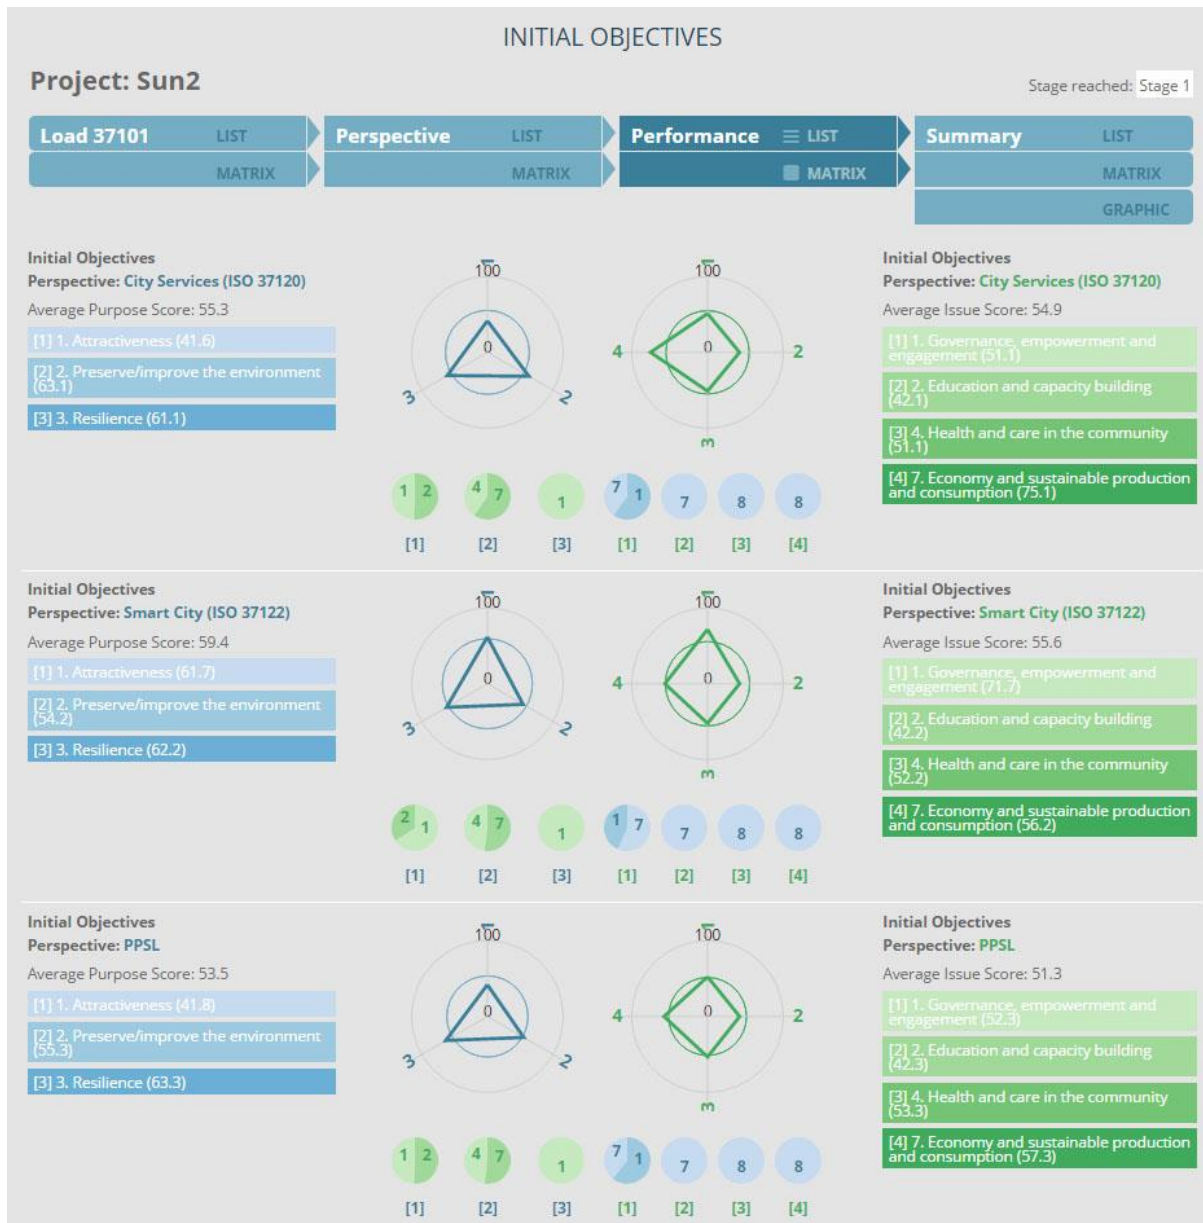 INITIAL OBJECTIVES
Project: Sun2
Stage reached: Stage 1
Load 37101 LIST
MATRIX
Perspective LIST
MATRIX
Performance LIST
MATRIX
Summary LIST
MATRIX
GRAPHIC
Initial Objectives
Perspective: City Services (ISO 37120)
Average Purpose Score: 55.3
[1] 1. Attractiveness (41.6)
[2] 2. Preserve/improve the environment
(63.1)
[3] 3. Resilience (61.1)
1
100
0
3 2
1
100
4 0 2
3
Initial Objectives
Perspective: City Services (ISO 37120)
Average Issue Score: 54.9
[1] 1. Governance, empowerment and
engagement (51.1)
[2] 2. Education and capacity building
(42.1)
[3] 4. Health and care in the community
(51.1)
[4] 7. Economy and sustainable production
and consumption (75.1)
1 2 4 7 1 7 1 7 8 8
[1] [2] [3] [1] [2] [3] [4]
Initial Objectives
Perspective: Smart City (ISO 37122)
Average Purpose Score: 59.4
[1] 1. Attractiveness (61.7)
[2] 2. Preserve/improve the environment
(54.2)
[3] 3. Resilience (62.2)
1
100
0
3 2
1
100
4 0 2
3
Initial Objectives
Perspective: Smart City (ISO 37122)
Average Issue Score: 55.6
[1] 1. Governance, empowerment and
engagement (71.7)
[2] 2. Education and capacity building
(42.2)
[3] 4. Health and care in the community
(52.2)
[4] 7. Economy and sustainable production
and consumption (56.2)
2 1 4 7 1 1 7 7 8 8
[1] [2] [3] [1] [2] [3] [4]
Initial Objectives
Perspective: PPSL
Average Purpose Score: 53.5
[1] 1. Attractiveness (41.8)
[2] 2. Preserve/improve the environment
(55.3)
[3] 3. Resilience (63.3)
1
100
0
3 2
1
100
4 0 2
3
Initial Objectives
Perspective: PPSL
Average Issue Score: 51.3
[1] 1. Governance, empowerment and
engagement (52.3)
[2] 2. Education and capacity building
(42.3)
[3] 4. Health and care in the community
(53.3)
[4] 7. Economy and sustainable production
and consumption (57.3)
1 2 4 7 1 7 1 7 8 8
[1] [2] [3] [1] [2] [3] [4]